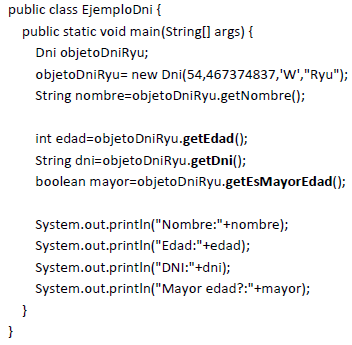 public class EjemploDni {
public static void main(String[] args) {
Dni objetoDniRyu;
objetoDniRyu= new Dni(54,467374837,'W',"Ryu");
String nombre=objetoDniRyu.getNombre();
int edad=objetoDniRyu.getEdad();
String dni=objetoDniRyu.getDni();
boolean mayor=objetoDniRyu.getEsMayorEdad();
System.out.println("Nombre:"+nombre);
System.out.println("Edad:"+edad);
System.out.println("DNI:"+dni);
System.out.println("Mayor edad?:"+mayor);
}
}